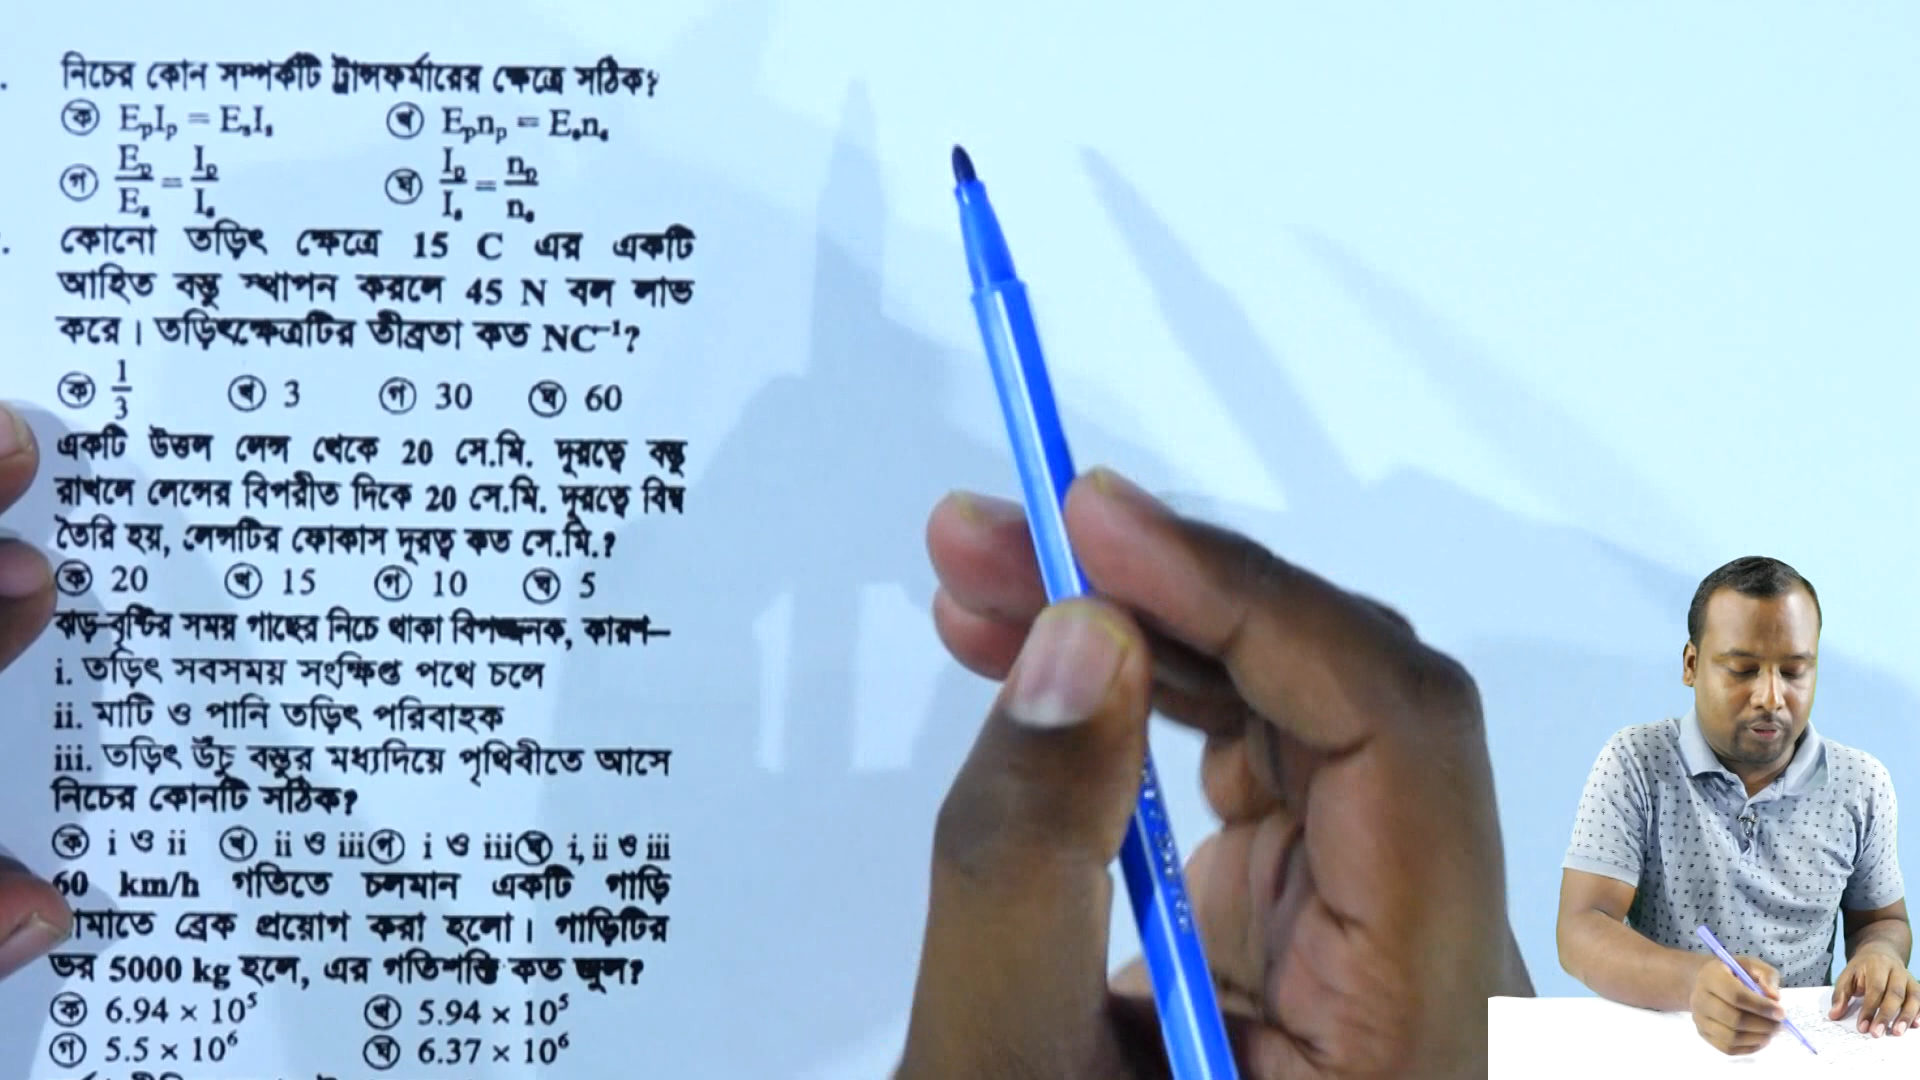 নিচের কোন সম্পর্কটি ট্রান্সফর্মারের ক্ষেত্রে সঠিক?
ক EₚIₚ = EₛIₛ খ Eₚnₚ = Eₛnₛ
গ Eₚ/Eₛ = Iₚ/Iₛ ঘ Iₚ/Iₛ = nₚ/nₛ
কোনো তড়িৎ ক্ষেত্রে 15 C এর একটি
আহিত বস্তু স্থাপন করলে 45 N বল লাভ
করে। তড়িৎক্ষেত্রটির তীব্রতা কত NC⁻¹?
ক 1/3 খ 3 গ 30 ঘ 60
একটি উত্তল লেন্স থেকে 20 সে.মি. দূরত্বে বস্তু
রাখলে লেন্সের বিপরীত দিকে 20 সে.মি. দূরত্বে বিম্ব
তৈরি হয়, লেন্সটির ফোকাস দূরত্ব কত সে.মি.?
ক 20 খ 15 গ 10 ঘ 5
ঝড়-বৃষ্টির সময় গাছের নিচে থাকা বিপজ্জনক, কারণ–
i. তড়িৎ সবসময় সংক্ষিপ্ত পথে চলে
ii. মাটি ও পানি তড়িৎ পরিবাহক
iii. তড়িৎ উঁচু বস্তুর মধ্যদিয়ে পৃথিবীতে আসে
নিচের কোনটি সঠিক?
ক i ও ii খ ii ও iii গ i ও iii ঘ i, ii ও iii
60 km/h গতিতে চলমান একটি গাড়ি
ামাতে ব্রেক প্রয়োগ করা হলো। গাড়িটির
ভর 5000 kg হলে, এর গতিশক্তি কত জুল?
ক 6.94 × 10⁵ খ 5.94 × 10⁵
গ 5.5 × 10⁶ ঘ 6.37 × 10⁶